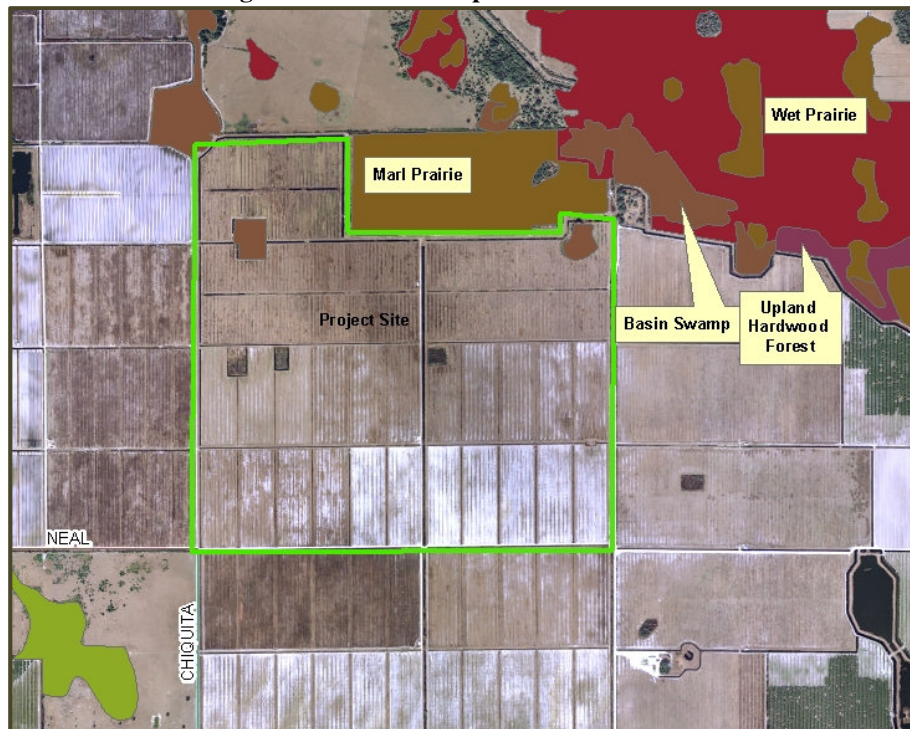 Wet Prairie
Marl Prairie
Project Site
Basin Swamp
Upland
Hardwood
Forest
NEAL
CHIQUITA